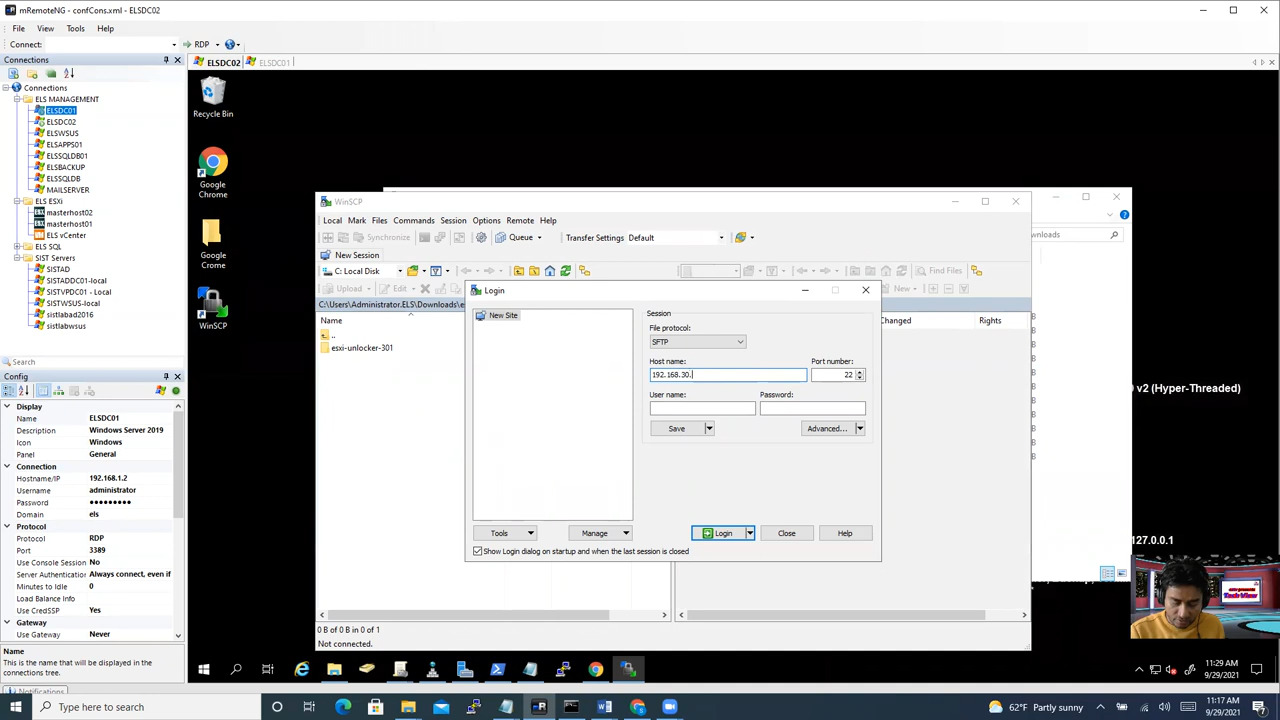 mRemoteNG - confCons.xml - ELSDC02
File View Tools Help
Connect: RDP
Connections
ELSDC02 ELSDC01
Connections
ELS MANAGEMENT
ELSDC01
ELSDC02
ELSWSUS
ELSAPPS01
ELSSQLDB01
ELSBACKUP
ELSSQLDB
MAILSERVER
ELS ESXi
masterhost02
masterhost01
ELS vCenter
ELS SQL
SIST Servers
SISTAD
SISTADDC01-local
SISTVPDC01 - Local
SISTWSUS-local
sistlabad2016
sistlabwsus
Search
Config
Display
Name ELSDC01
Description Windows Server 2019
Icon Windows
Panel General
Connection
Hostname/IP 192.168.1.2
Username administrator
Password ●●●●●●●●●
Domain els
Protocol
Protocol RDP
Port 3389
Use Console Session No
Server Authentication Always connect, even if
Minutes to Idle 0
Load Balance Info
Use CredSSP Yes
Gateway
Use Gateway Never
Name
This is the name that will be displayed in the
connections tree.
Notifications
Recycle Bin
Google
Chrome
Google
Crome
WinSCP
WinSCP
Local Mark Files Commands Session Options Remote Help
Synchronize Queue Transfer Settings Default
New Session
C: Local Disk Find Files
Upload Edit New
C:\Users\Administrator.ELS\Downloads\e
Name Changed Rights
..
esxi-unlocker-301
0 B of 0 B in 0 of 1
Not connected.
Login
New Site
Session
File protocol:
SFTP
Host name: Port number:
192.168.30. 22
User name: Password:
Save Advanced...
Tools Manage Login Close Help
Show Login dialog on startup and when the last session is closed
wnloads
B
B
B
B
B
B
B
B
B
B
B
B
v2 (Hyper-Threaded)
127.0.0.1
11:29 AM
9/29/2021
Type here to search
62°F Partly sunny
11:17 AM
9/29/2021